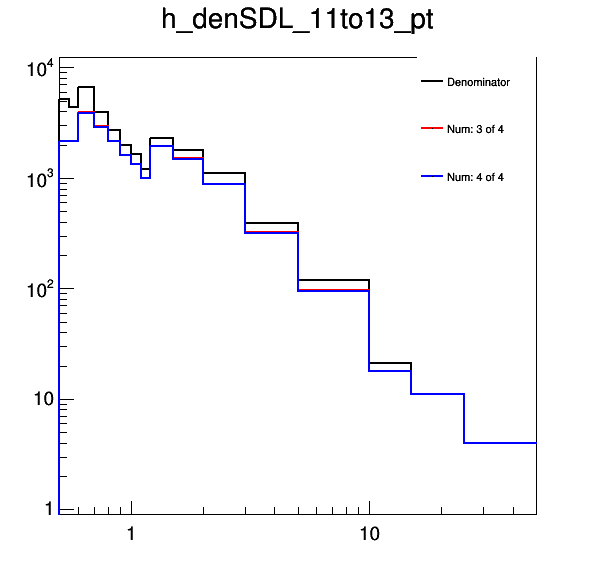 h_denSDL_11to13_pt
10⁴
Denominator
Num: 3 of 4
Num: 4 of 4
10³
10²
10
1
1
10